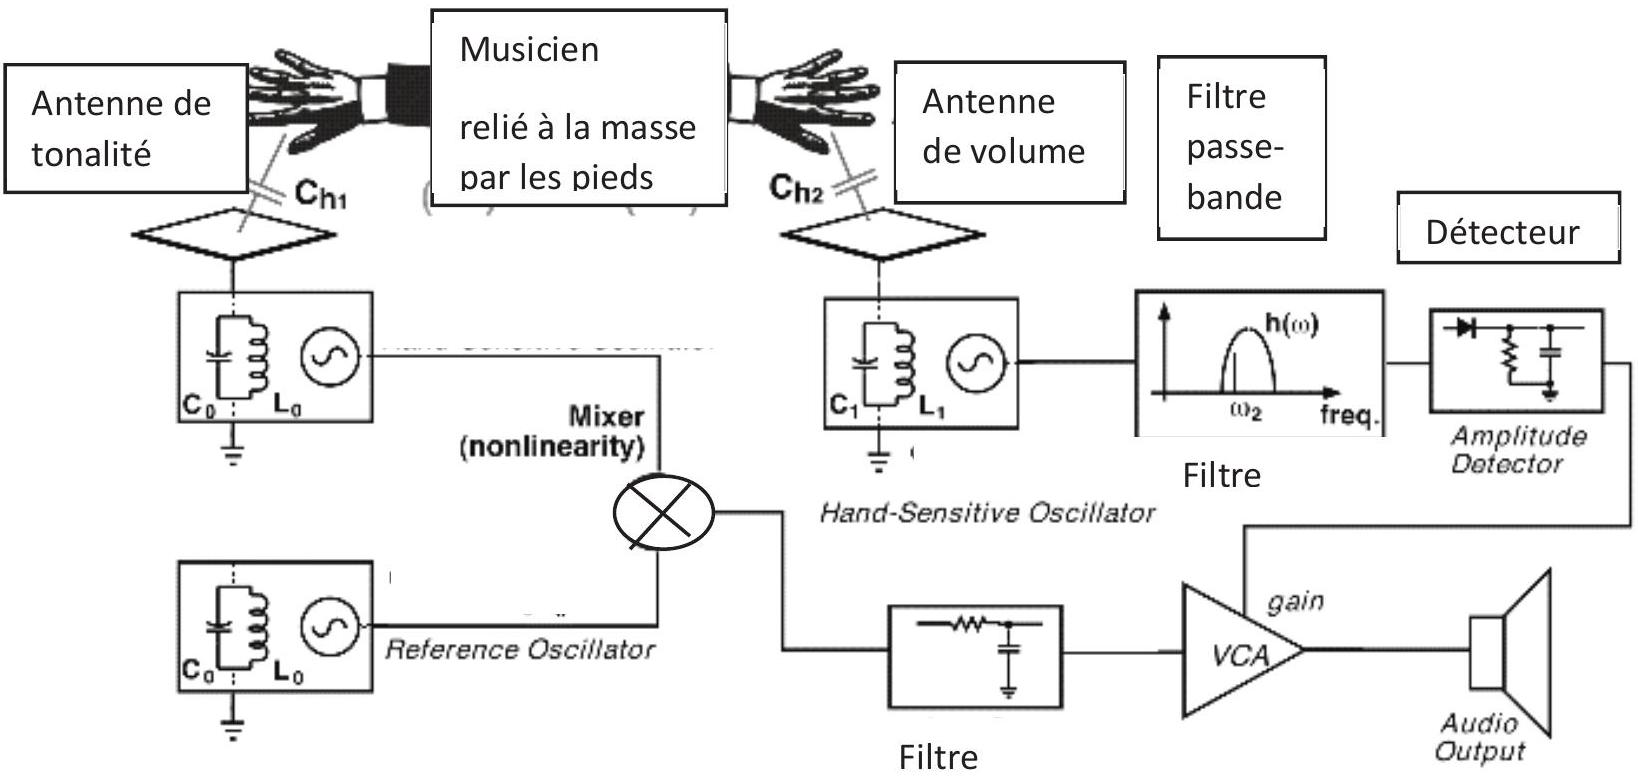 Antenne de
tonalité
Musicien
relié à la masse
par les pieds
Antenne
de volume
Filtre
passe-
bande
Détecteur
Ch1
Ch2
C0
L0
Mixer
(nonlinearity)
C1
L1
h(ω)
ω2
freq.
Amplitude
Detector
Filtre
Hand-Sensitive Oscillator
C0
L0
Reference Oscillator
gain
VCA
Audio
Output
Filtre